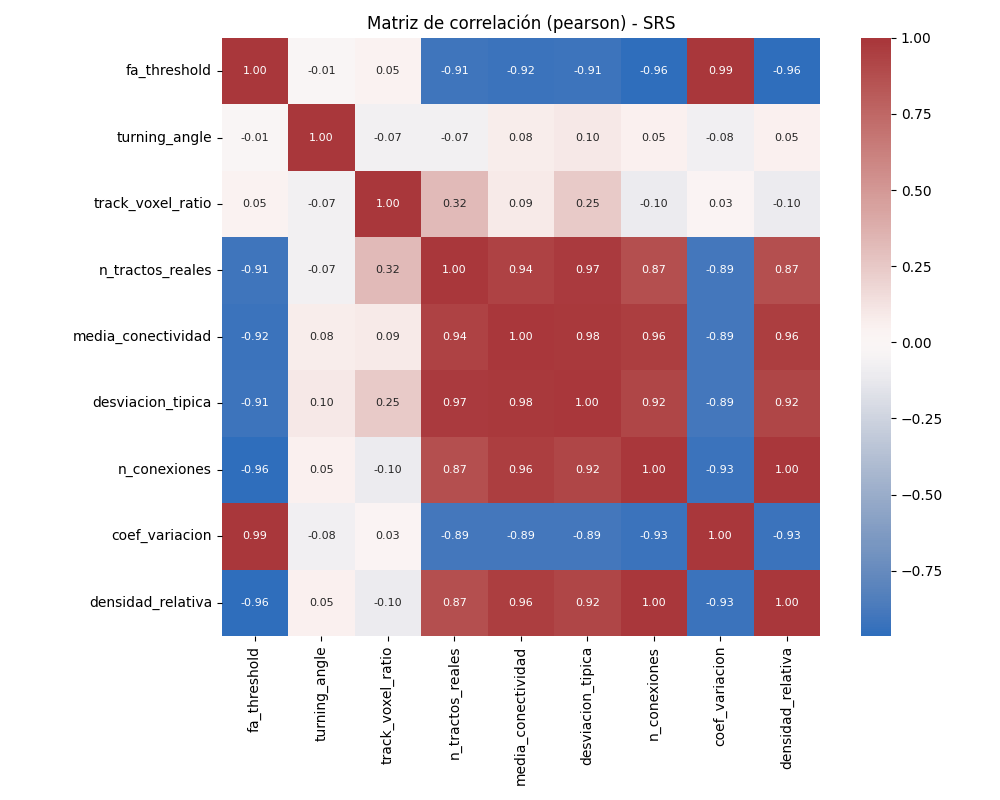 Matriz de correlación (pearson) - SRS
fa_threshold 1.00 -0.01 0.05 -0.91 -0.92 -0.91 -0.96 0.99 -0.96
turning_angle -0.01 1.00 -0.07 -0.07 0.08 0.10 0.05 -0.08 0.05
track_voxel_ratio 0.05 -0.07 1.00 0.32 0.09 0.25 -0.10 0.03 -0.10
n_tractos_reales -0.91 -0.07 0.32 1.00 0.94 0.97 0.87 -0.89 0.87
media_conectividad -0.92 0.08 0.09 0.94 1.00 0.98 0.96 -0.89 0.96
desviacion_tipica -0.91 0.10 0.25 0.97 0.98 1.00 0.92 -0.89 0.92
n_conexiones -0.96 0.05 -0.10 0.87 0.96 0.92 1.00 -0.93 1.00
coef_variacion 0.99 -0.08 0.03 -0.89 -0.89 -0.89 -0.93 1.00 -0.93
densidad_relativa -0.96 0.05 -0.10 0.87 0.96 0.92 1.00 -0.93 1.00
fa_threshold
turning_angle
track_voxel_ratio
n_tractos_reales
media_conectividad
desviacion_tipica
n_conexiones
coef_variacion
densidad_relativa
1.00
0.75
0.50
0.25
0.00
−0.25
−0.50
−0.75